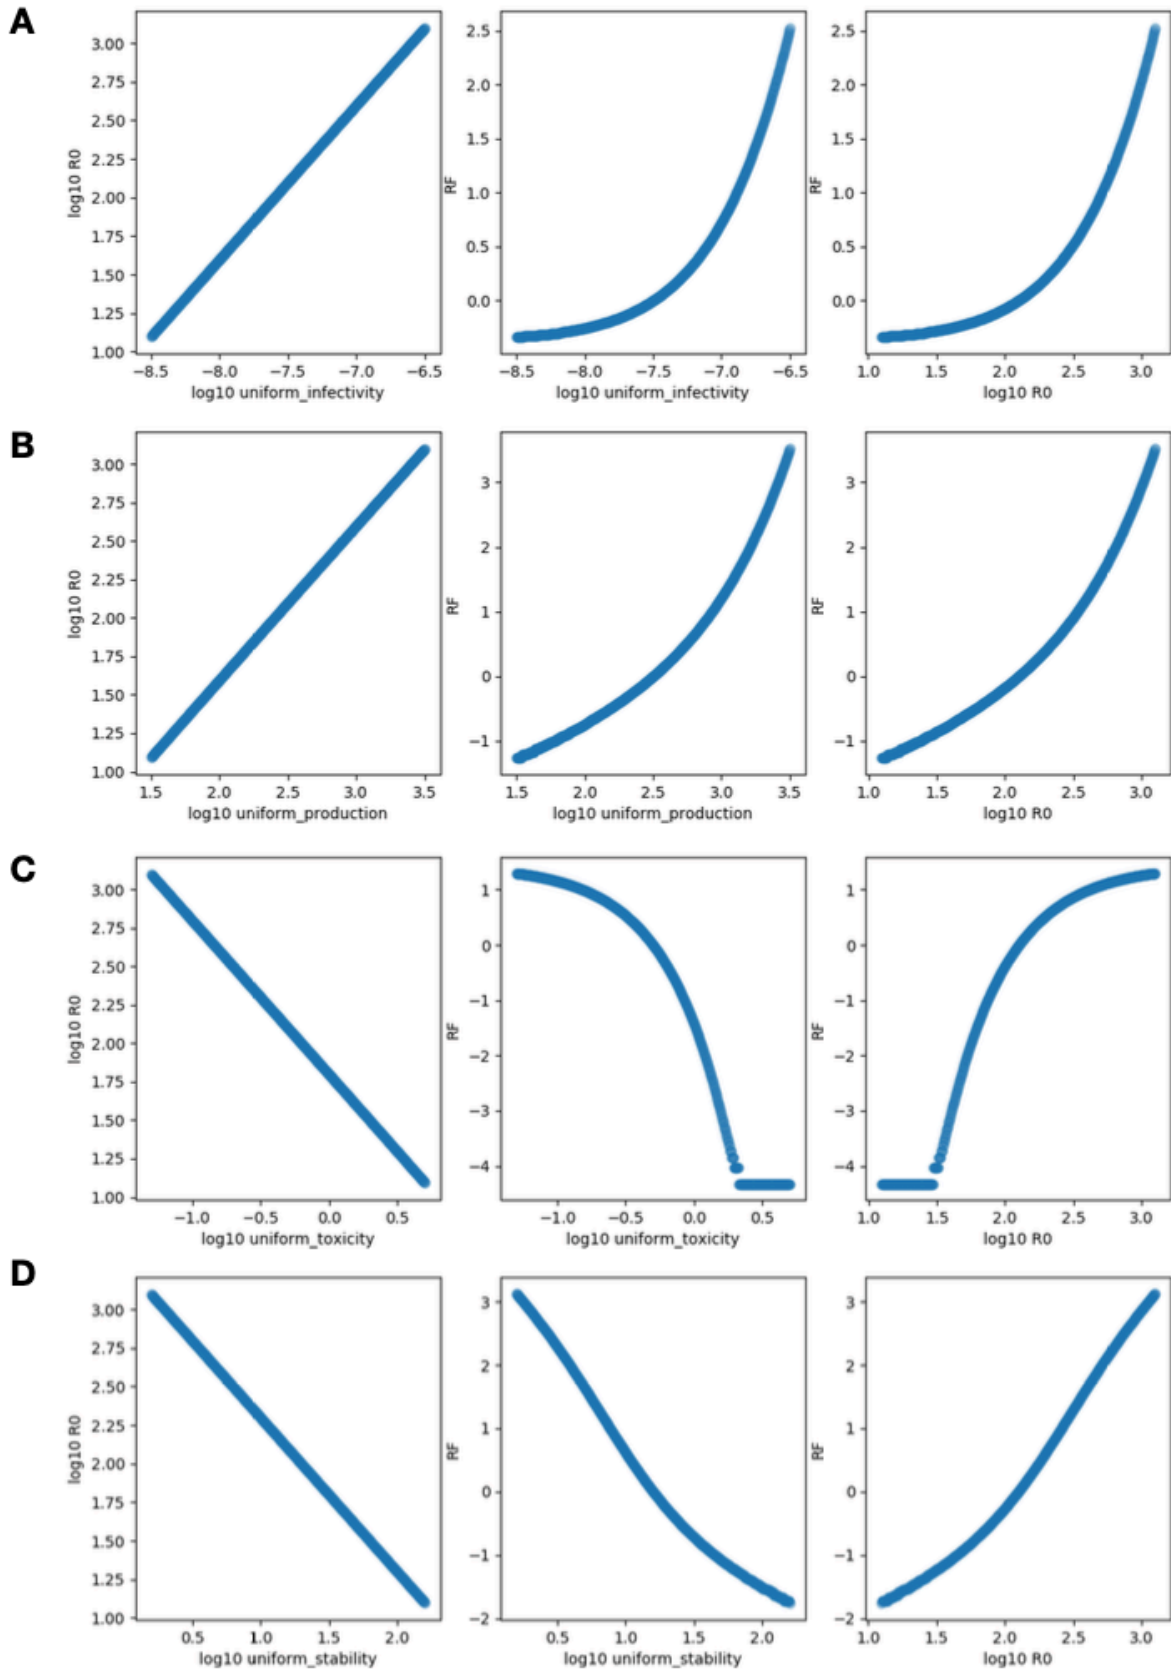 A
log10 R0
3.00
2.75
2.50
2.25
2.00
1.75
1.50
1.25
1.00
−8.5 −8.0 −7.5 −7.0 −6.5
log10 uniform_infectivity
RF
2.5
2.0
1.5
1.0
0.5
0.0
−8.5 −8.0 −7.5 −7.0 −6.5
log10 uniform_infectivity
RF
2.5
2.0
1.5
1.0
0.5
0.0
1.0 1.5 2.0 2.5 3.0
log10 R0
B
log10 R0
3.00
2.75
2.50
2.25
2.00
1.75
1.50
1.25
1.00
1.5 2.0 2.5 3.0 3.5
log10 uniform_production
RF
3
2
1
0
−1
1.5 2.0 2.5 3.0 3.5
log10 uniform_production
RF
3
2
1
0
−1
1.0 1.5 2.0 2.5 3.0
log10 R0
C
log10 R0
3.00
2.75
2.50
2.25
2.00
1.75
1.50
1.25
1.00
−1.0 −0.5 0.0 0.5
log10 uniform_toxicity
RF
1
0
−1
−2
−3
−4
−1.0 −0.5 0.0 0.5
log10 uniform_toxicity
RF
1
0
−1
−2
−3
−4
1.0 1.5 2.0 2.5 3.0
log10 R0
D
log10 R0
3.00
2.75
2.50
2.25
2.00
1.75
1.50
1.25
1.00
0.5 1.0 1.5 2.0
log10 uniform_stability
RF
3
2
1
0
−1
−2
0.5 1.0 1.5 2.0
log10 uniform_stability
RF
3
2
1
0
−1
−2
1.0 1.5 2.0 2.5 3.0
log10 R0